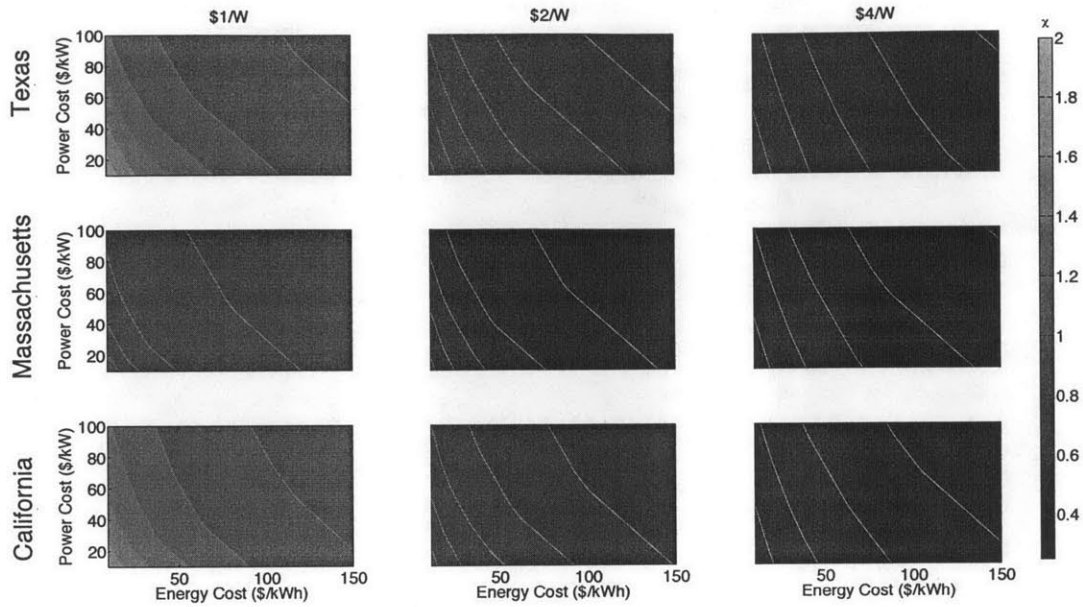 $1/W
$2/W
$4/W
Texas
Power Cost ($/kW)
100
80
60
40
20
Massachusetts
Power Cost ($/kW)
100
80
60
40
20
California
Power Cost ($/kW)
100
80
60
40
20
50
100
150
Energy Cost ($/kWh)
50
100
150
Energy Cost ($/kWh)
50
100
150
Energy Cost ($/kWh)
χ
2
1.8
1.6
1.4
1.2
1
0.8
0.6
0.4